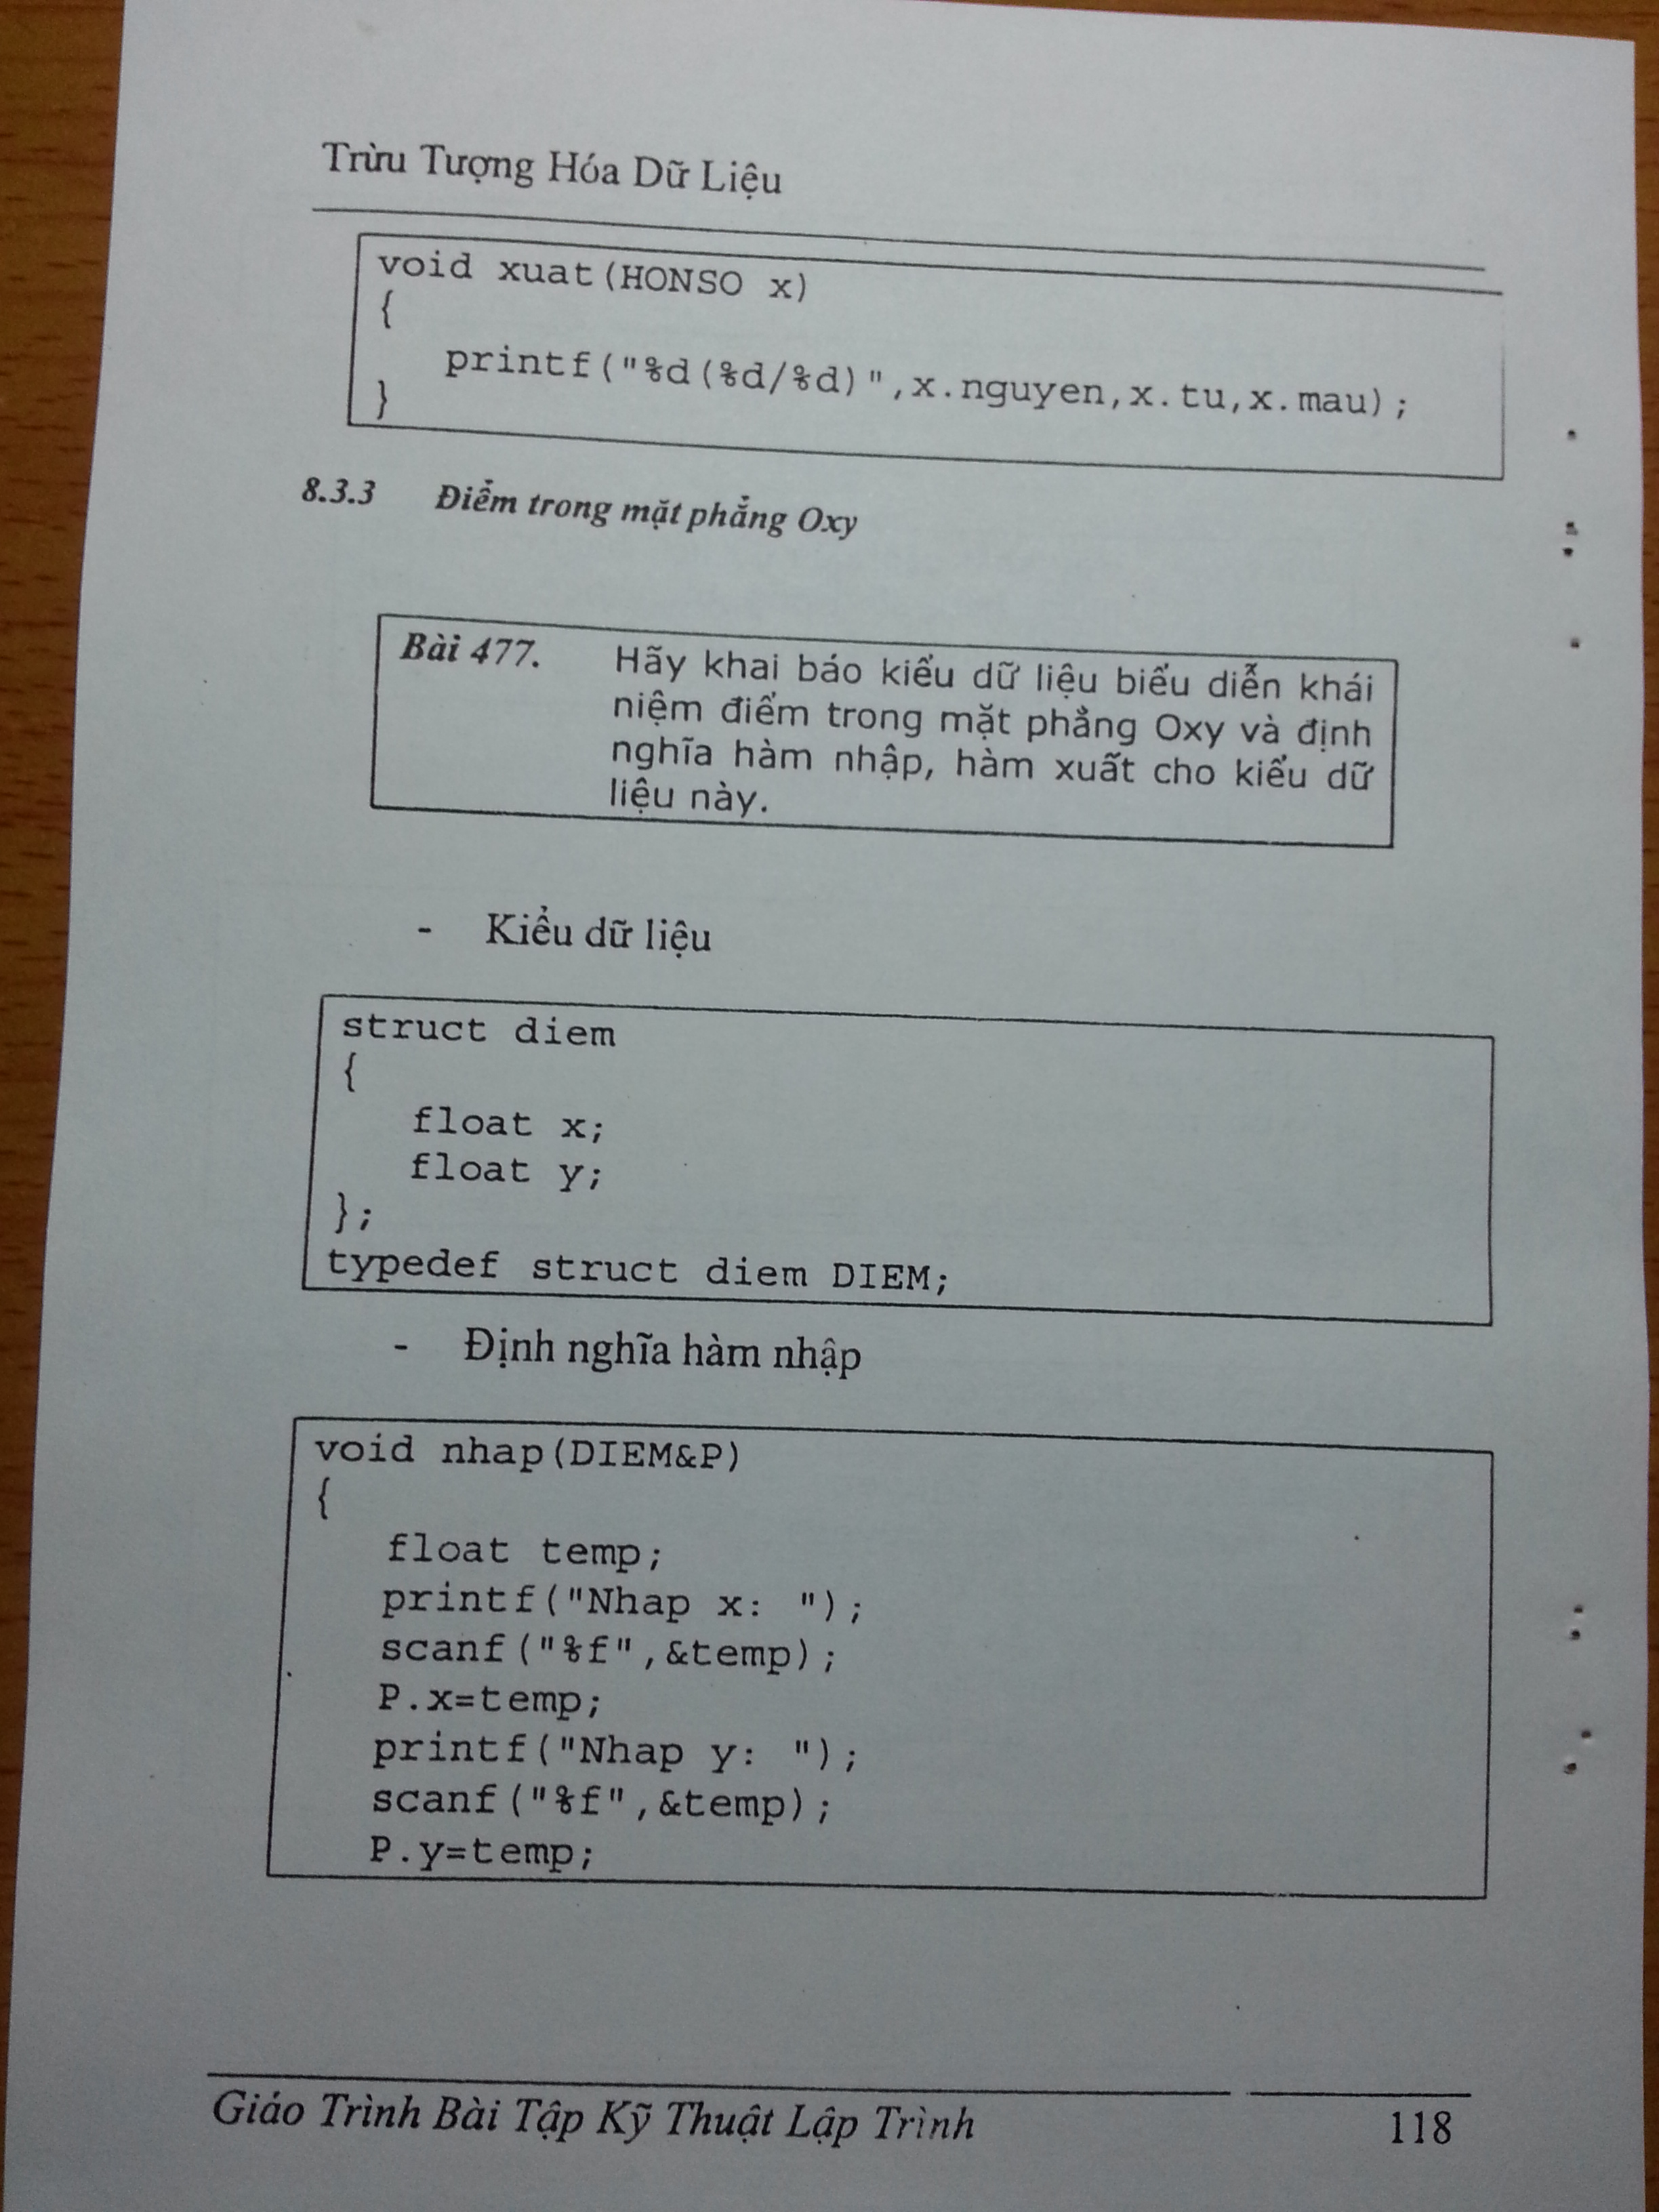 Trừu Tượng Hóa Dữ Liệu
void xuat(HONSO x)
{
printf("%d(%d/%d)",x.nguyen,x.tu,x.mau);
}
8.3.3 Điểm trong mặt phẳng Oxy
Bài 477. Hãy khai báo kiểu dữ liệu biểu diễn khái
niệm điểm trong mặt phẳng Oxy và định
nghĩa hàm nhập, hàm xuất cho kiểu dữ
liệu này.
- Kiểu dữ liệu
struct diem
{
float x;
float y;
};
typedef struct diem DIEM;
- Định nghĩa hàm nhập
void nhap(DIEM&P)
{
float temp;
printf("Nhap x: ");
scanf("%f",&temp);
P.x=temp;
printf("Nhap y: ");
scanf("%f",&temp);
P.y=temp;
Giáo Trình Bài Tập Kỹ Thuật Lập Trình 118